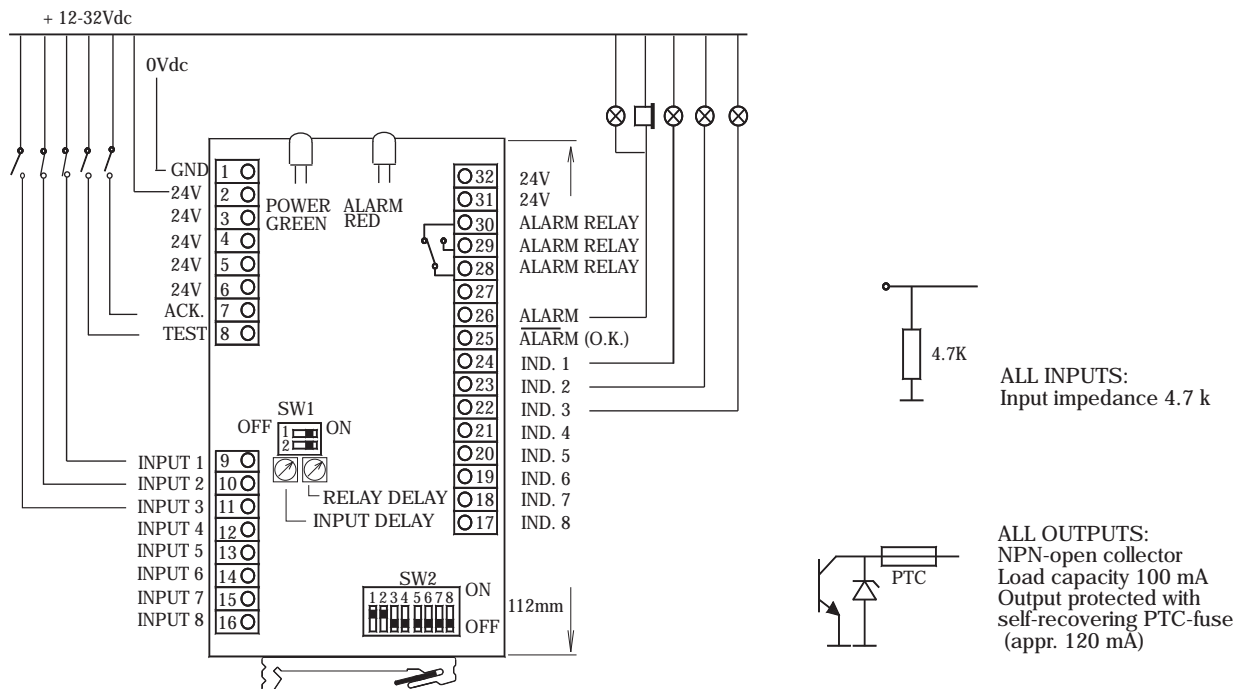 + 12-32Vdc
0Vdc
GND 1
24V 2
24V 3
24V 4
24V 5
24V 6
ACK. 7
TEST 8
POWER
GREEN
ALARM
RED
32 24V
31 24V
30 ALARM RELAY
29 ALARM RELAY
28 ALARM RELAY
27
26 ALARM
25 ALARM (O.K.)
24 IND. 1
23 IND. 2
22 IND. 3
21 IND. 4
20 IND. 5
19 IND. 6
18 IND. 7
17 IND. 8
SW1
OFF 1 ON
2
INPUT 1 9
INPUT 2 10
INPUT 3 11
INPUT 4 12
INPUT 5 13
INPUT 6 14
INPUT 7 15
INPUT 8 16
RELAY DELAY
INPUT DELAY
SW2
1 2 3 4 5 6 7 8
ON
OFF
112mm
4.7K
ALL INPUTS:
Input impedance 4.7 k
PTC
ALL OUTPUTS:
NPN-open collector
Load capacity 100 mA
Output protected with
self-recovering PTC-fuse
(appr. 120 mA)